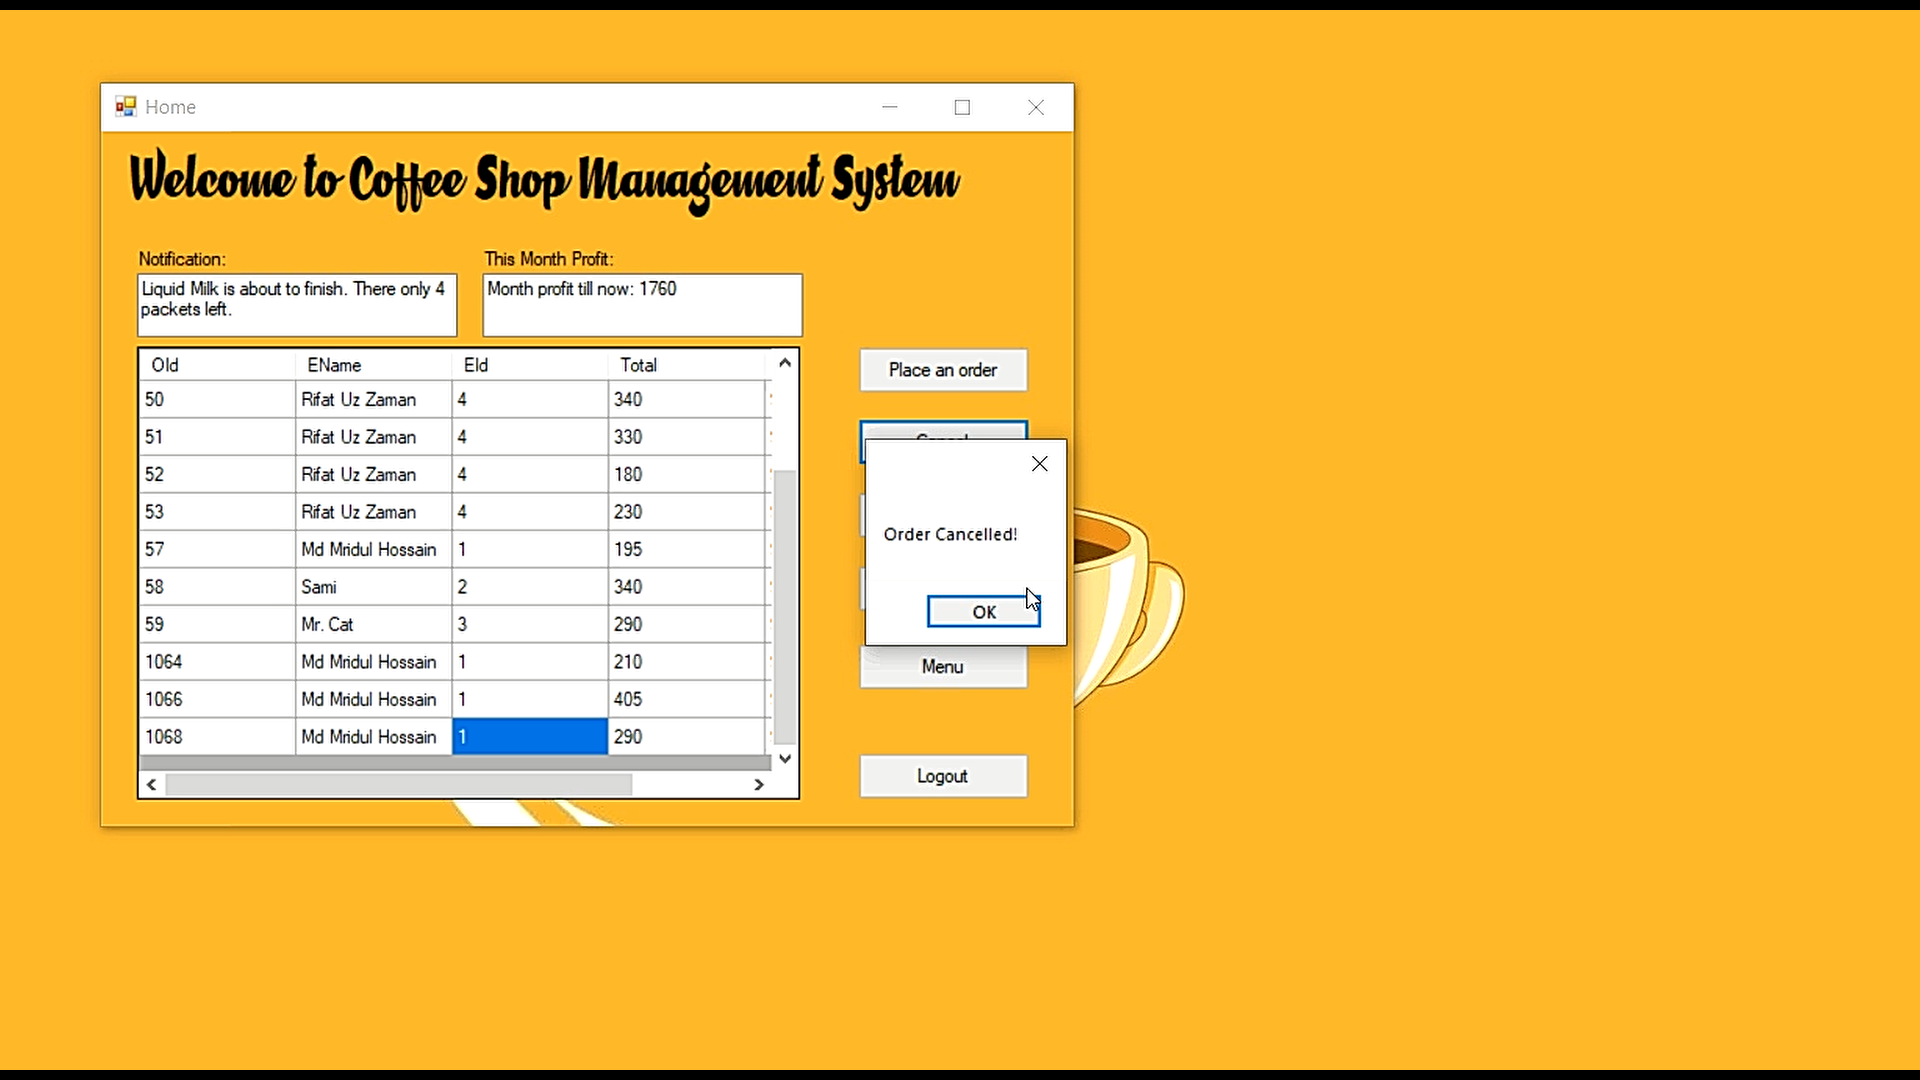 Home
Welcome to Coffee Shop Management System
Notification:
This Month Profit:
Liquid Milk is about to finish. There only 4
packets left.
Month profit till now: 1760
OId EName EId Total
50 Rifat Uz Zaman 4 340
51 Rifat Uz Zaman 4 330
52 Rifat Uz Zaman 4 180
53 Rifat Uz Zaman 4 230
57 Md Mridul Hossain 1 195
58 Sami 2 340
59 Mr. Cat 3 290
1064 Md Mridul Hossain 1 210
1066 Md Mridul Hossain 1 405
1068 Md Mridul Hossain 1 290
Place an order
Order Cancelled!
OK
Menu
Logout